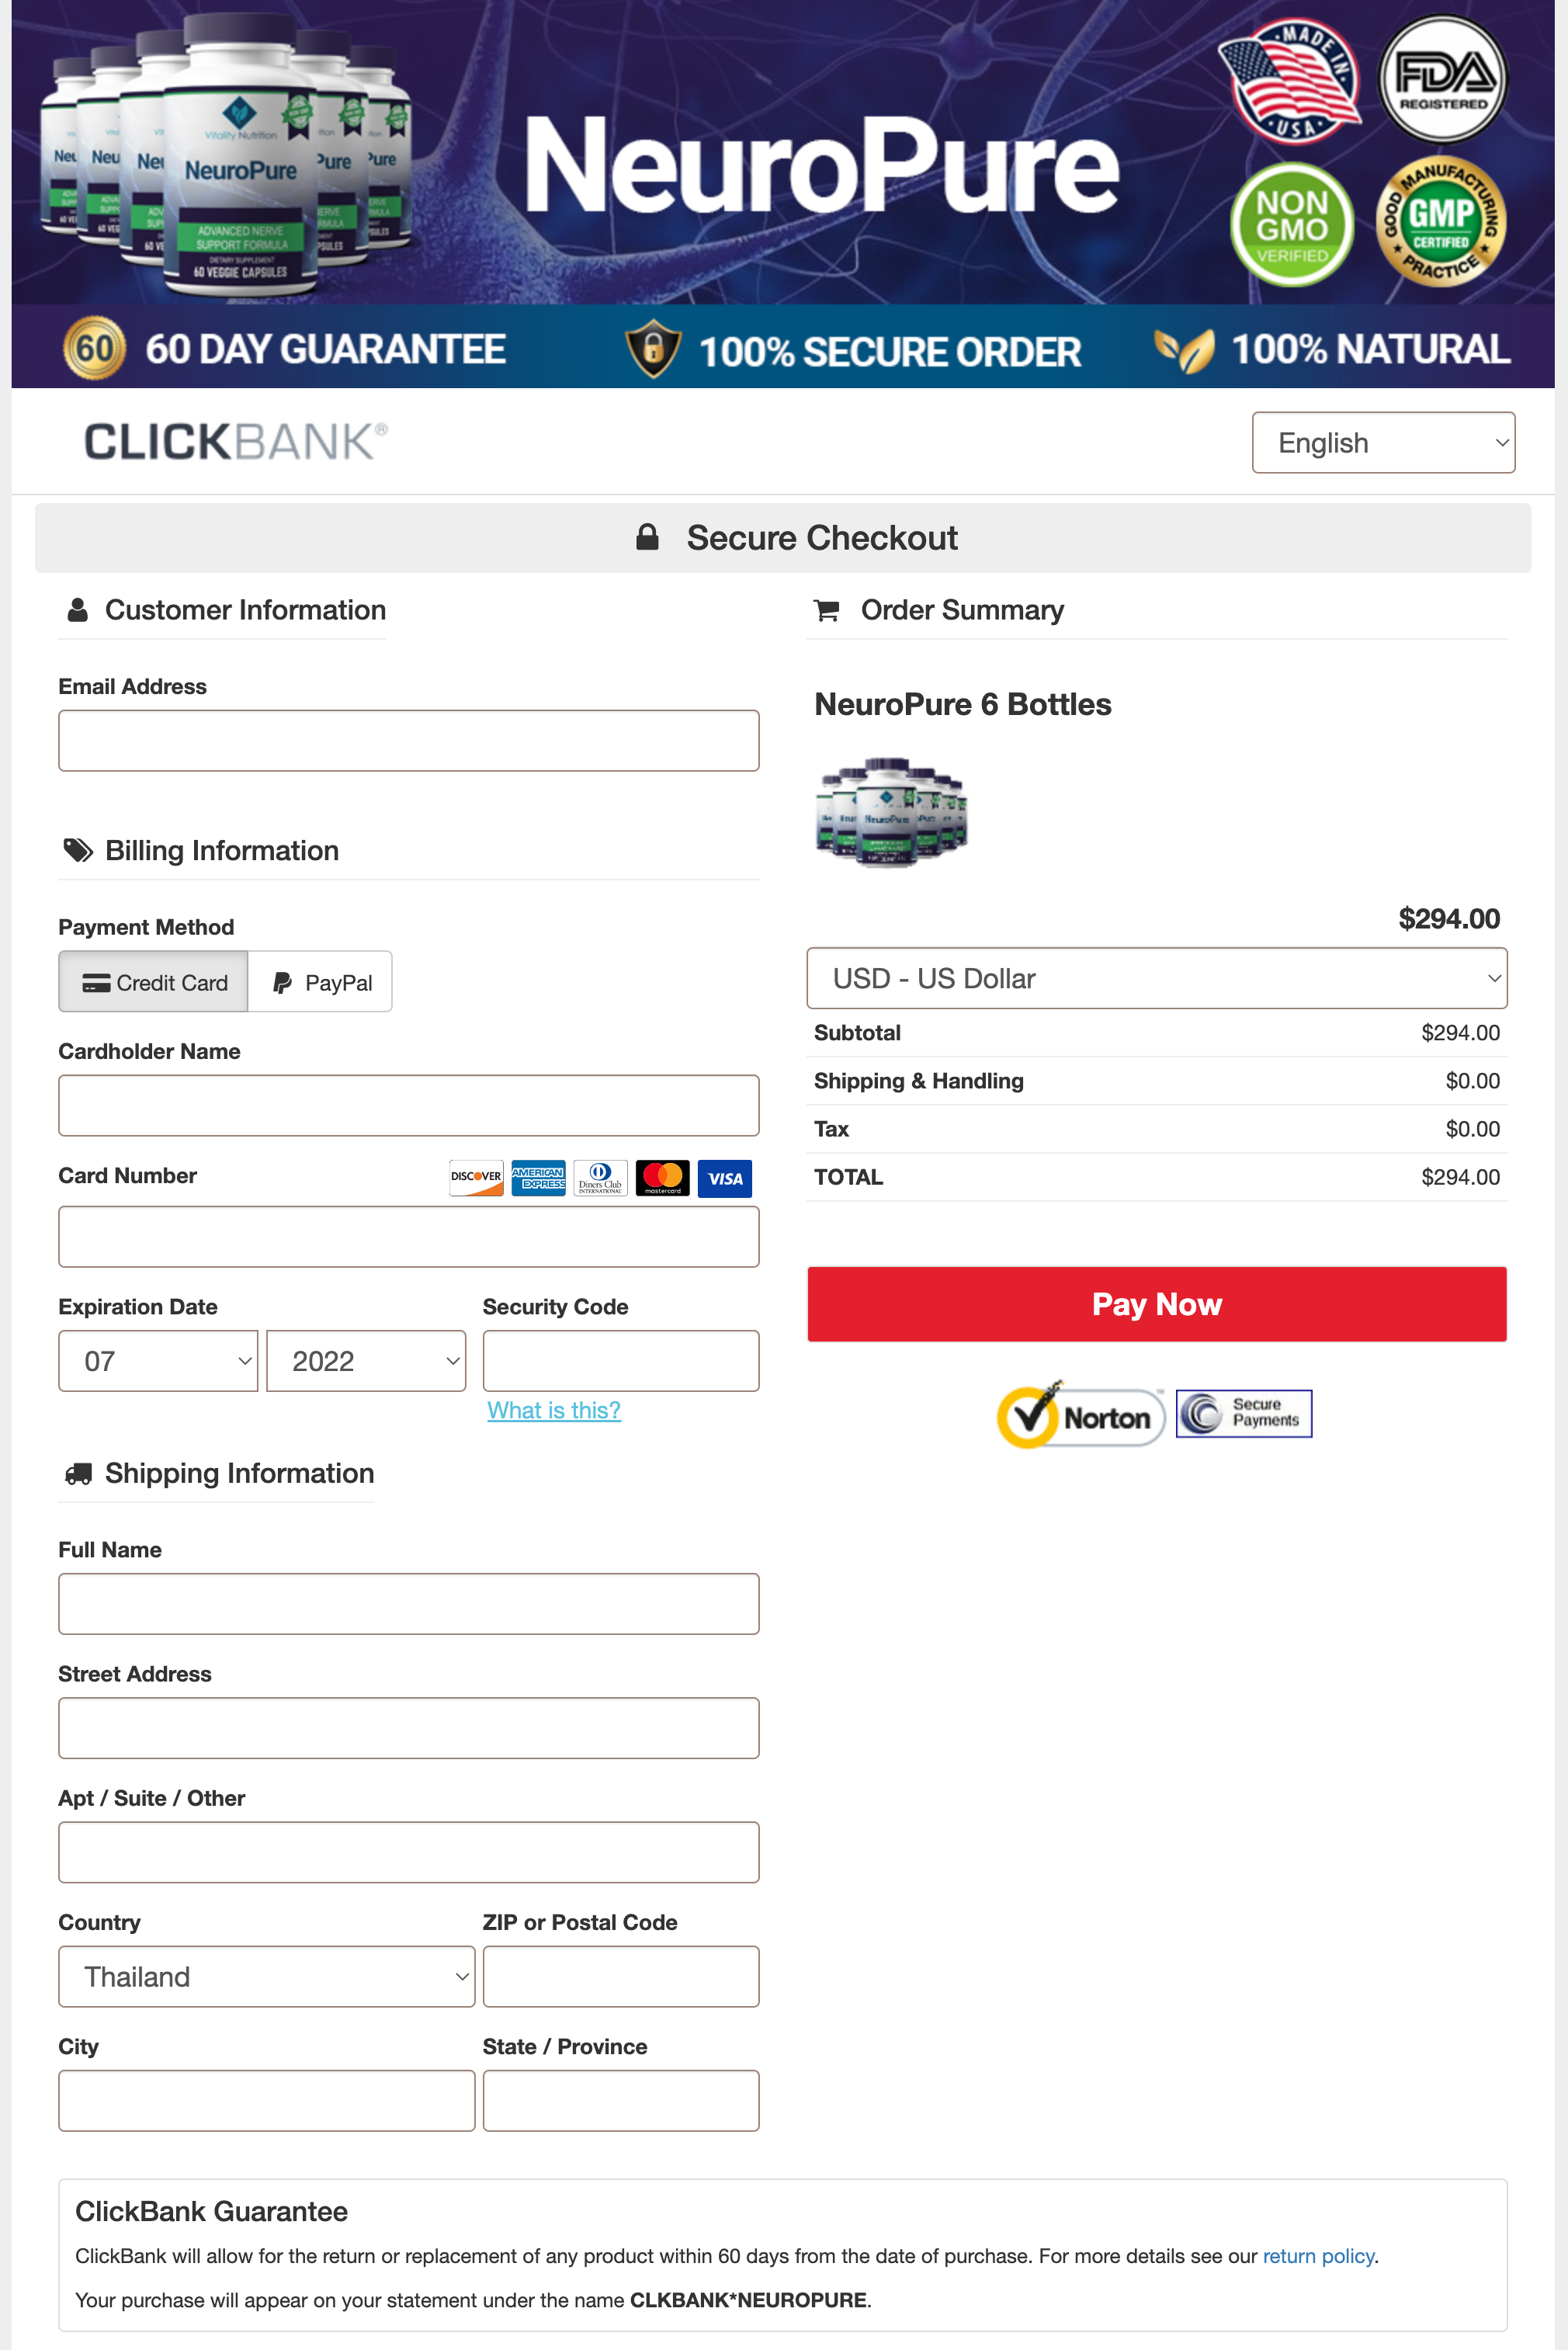 Vitality Nutrition
NeuroPure
ADVANCED NERVE
SUPPORT FORMULA
DIETARY SUPPLEMENT
60 VEGGIE CAPSULES
NeuroPure
MADE IN
U.S.A.
FDA
REGISTERED
NON
GMO
VERIFIED
GOOD MANUFACTURING PRACTICE
GMP
CERTIFIED
60 60 DAY GUARANTEE
100% SECURE ORDER
100% NATURAL
CLICKBANK®
English
Secure Checkout
Customer Information
Email Address
Billing Information
Payment Method
Credit Card PayPal
Cardholder Name
Card Number
DISCOVER
AMERICAN EXPRESS
Diners Club INTERNATIONAL
mastercard
VISA
Expiration Date
07 2022
Security Code
What is this?
Shipping Information
Full Name
Street Address
Apt / Suite / Other
Country
Thailand
ZIP or Postal Code
City
State / Province
Order Summary
NeuroPure 6 Bottles
NeuroPure
$294.00
USD - US Dollar
Subtotal $294.00
Shipping & Handling $0.00
Tax $0.00
TOTAL $294.00
Pay Now
Norton
Secure
Payments
ClickBank Guarantee
ClickBank will allow for the return or replacement of any product within 60 days from the date of purchase. For more details see our return policy.
Your purchase will appear on your statement under the name CLKBANK*NEUROPURE.